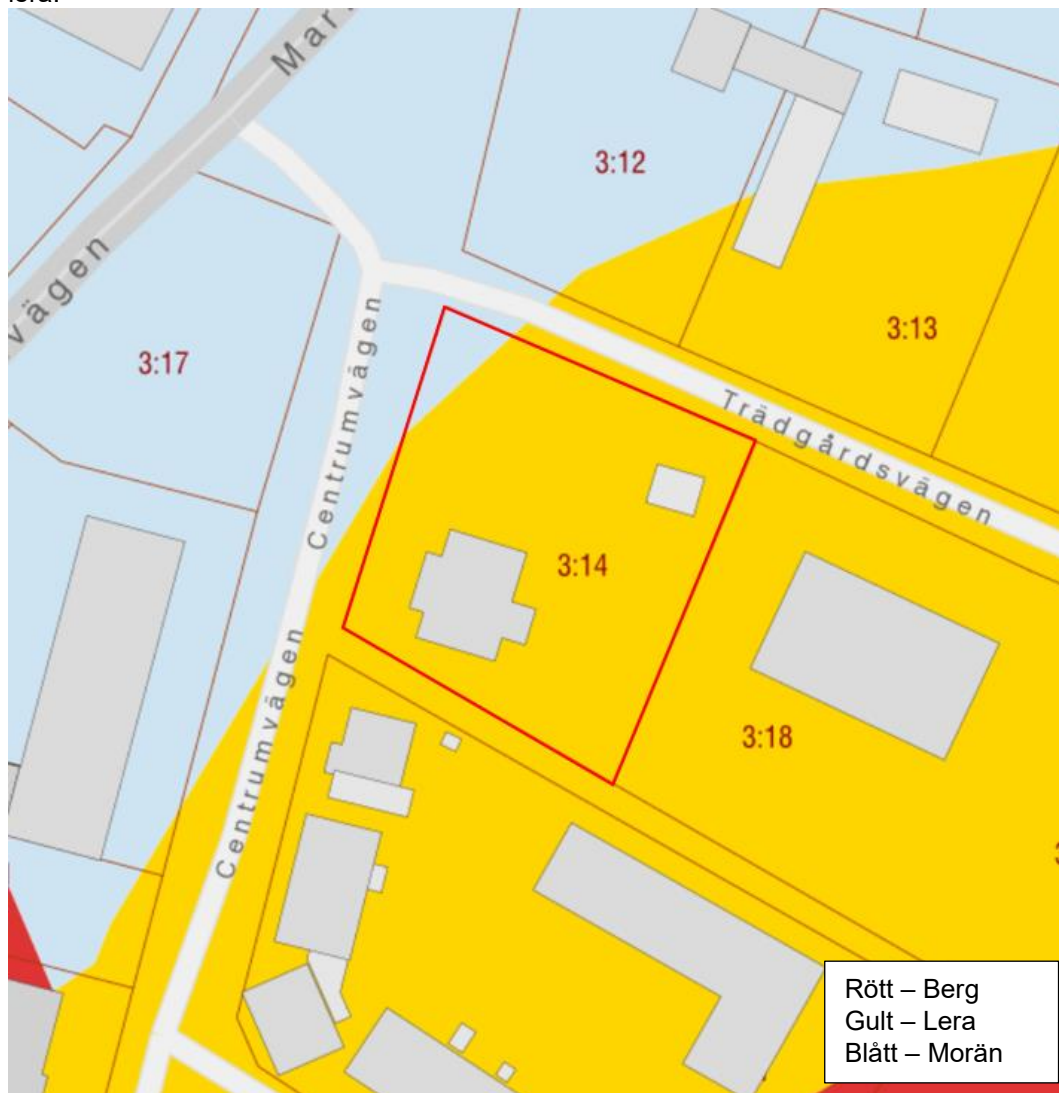 Mar
vägen
3:12
3:17
3:13
Centrumvägen
Trädgårdsvägen
3:14
Centrumvägen
3:18
Rött – Berg
Gult – Lera
Blått – Morän